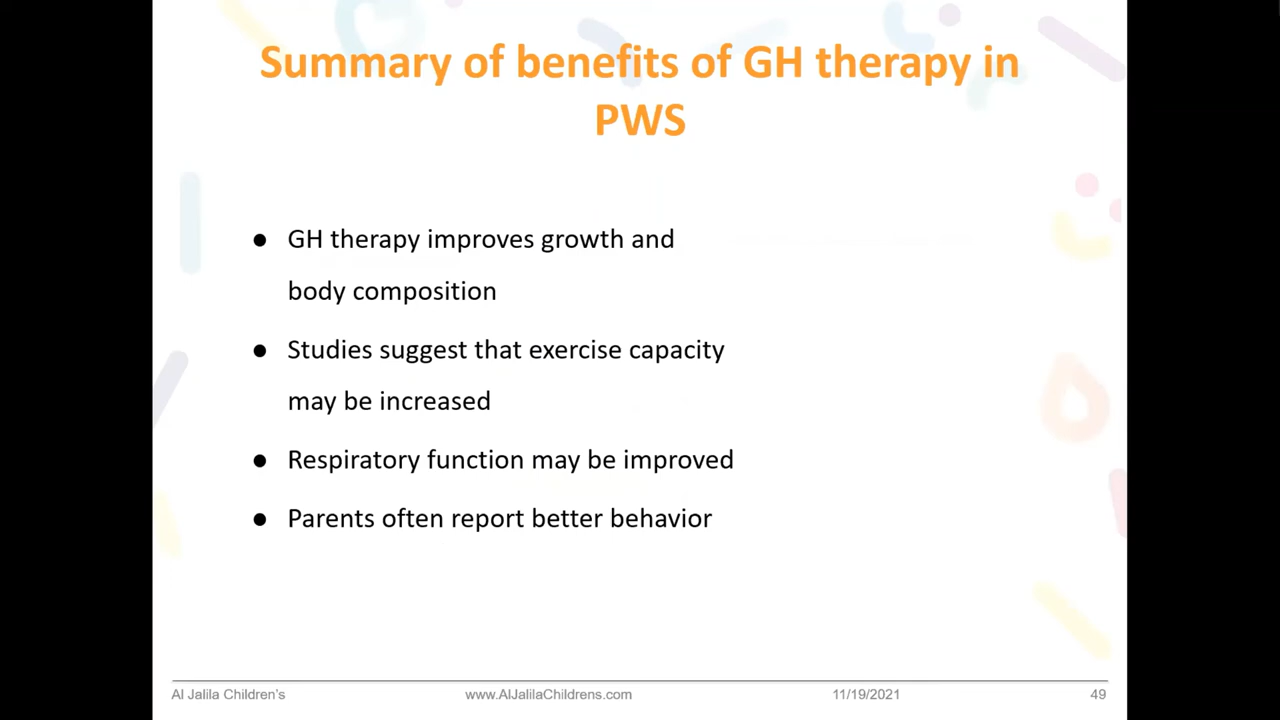 Summary of benefits of GH therapy in
PWS
● GH therapy improves growth and
body composition
● Studies suggest that exercise capacity
may be increased
● Respiratory function may be improved
● Parents often report better behavior
Al Jalila Children's www.AlJalilaChildrens.com 11/19/2021 49